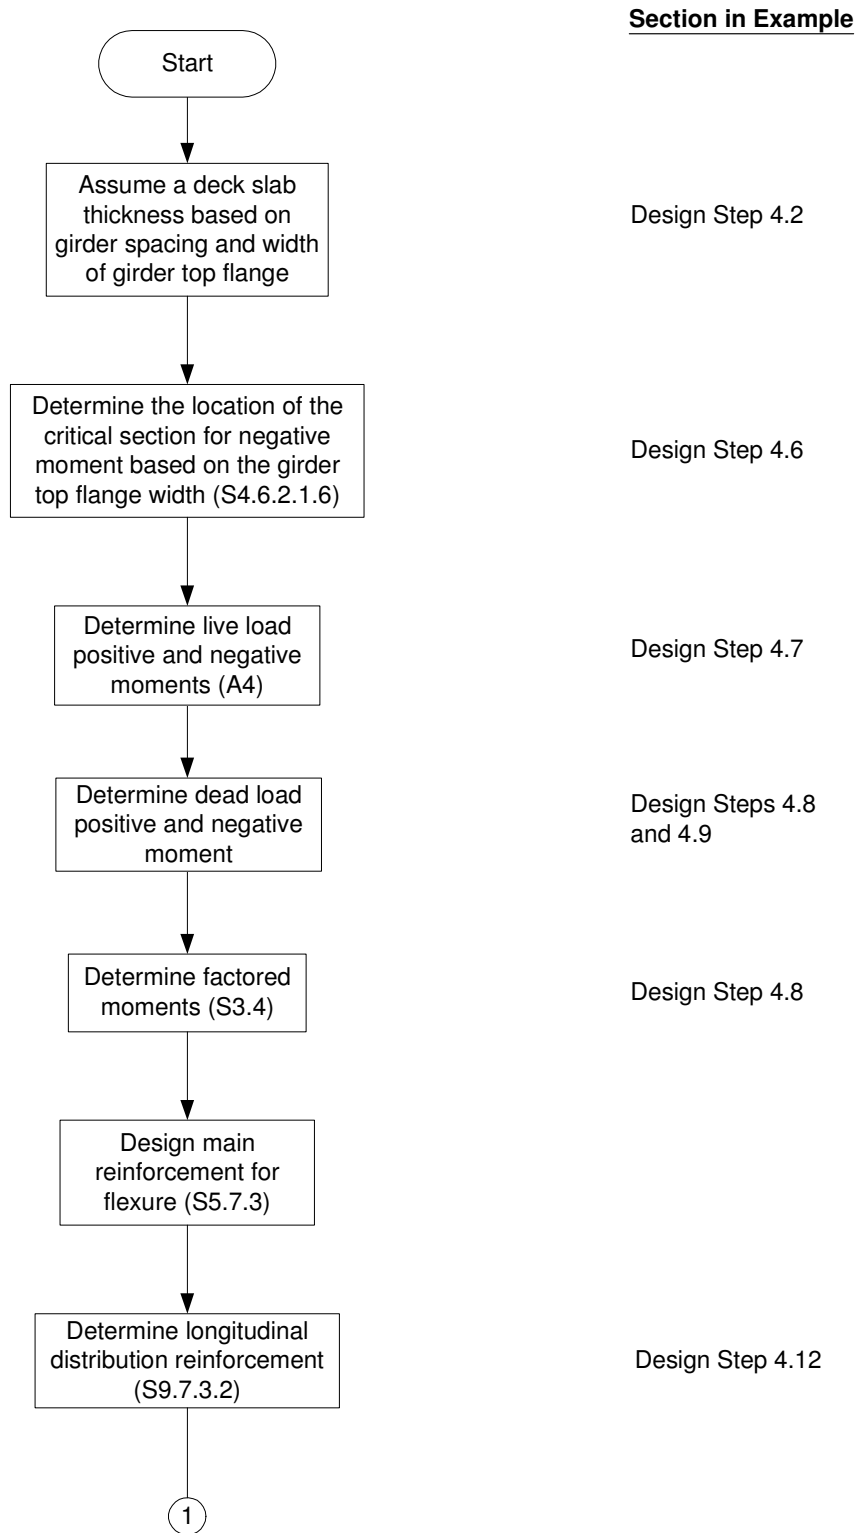 Section in Example
Start
Assume a deck slab
thickness based on
girder spacing and width
of girder top flange
Design Step 4.2
Determine the location of the
critical section for negative
moment based on the girder
top flange width (S4.6.2.1.6)
Design Step 4.6
Determine live load
positive and negative
moments (A4)
Design Step 4.7
Determine dead load
positive and negative
moment
Design Steps 4.8
and 4.9
Determine factored
moments (S3.4)
Design Step 4.8
Design main
reinforcement for
flexure (S5.7.3)
Determine longitudinal
distribution reinforcement
(S9.7.3.2)
Design Step 4.12
1